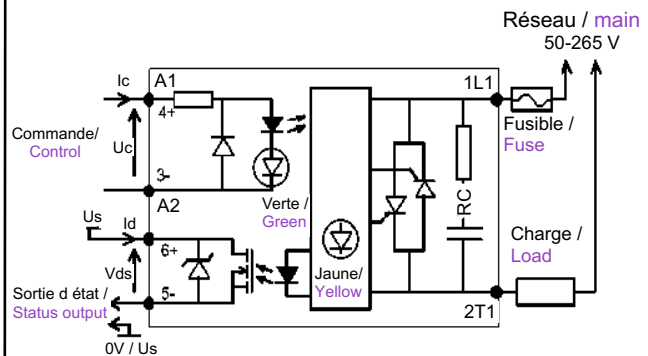 Réseau / main
50-265 V
Ic
A1
1L1
4+
Fusible /
Fuse
Commande/
Control
Uc
3-
A2
Verte /
Green
RC
Us
Id
6+
Charge /
Load
Vds
Jaune/
Yellow
5-
Sortie d état /
Status output
2T1
0V / Us